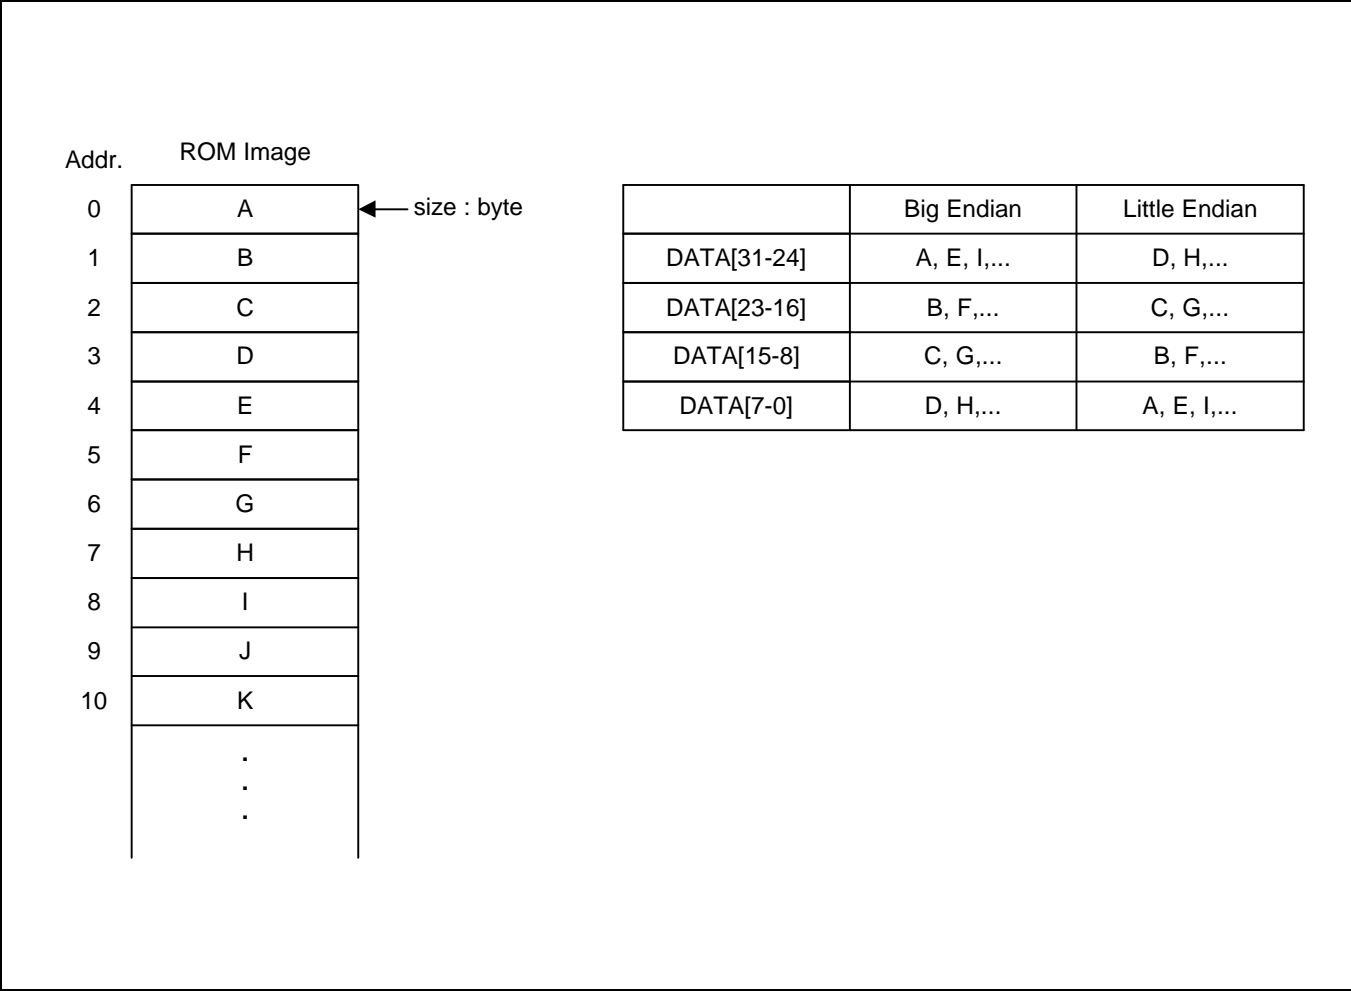 Addr. ROM Image
0 A size : byte
1 B
2 C
3 D
4 E
5 F
6 G
7 H
8 I
9 J
10 K
.
.
.
Big Endian Little Endian
DATA[31-24] A, E, I,... D, H,...
DATA[23-16] B, F,... C, G,...
DATA[15-8] C, G,... B, F,...
DATA[7-0] D, H,... A, E, I,...